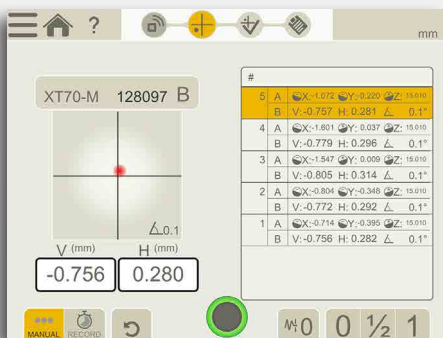 ?
mm
XT70-M 128097 B
0.1
V (mm) H (mm)
-0.756 0.280
MANUAL RECORD
0 0 ½ 1
#
5 A X:-1.072 Y:-0.220 Z: 15.010
B V:-0.757 H: 0.281 0.1°
4 A X:-1.601 Y: 0.037 Z: 15.010
B V:-0.779 H: 0.296 0.1°
3 A X:-1.547 Y: 0.009 Z: 15.010
B V:-0.805 H: 0.314 0.1°
2 A X:-0.804 Y:-0.348 Z: 15.010
B V:-0.772 H: 0.292 0.1°
1 A X:-0.714 Y:-0.395 Z: 15.010
B V:-0.756 H: 0.282 0.1°